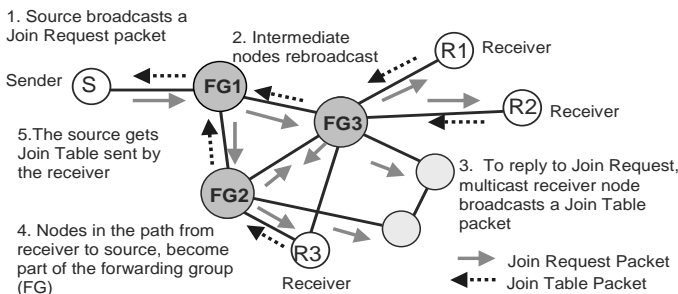 1. Source broadcasts a
Join Request packet
2. Intermediate
nodes rebroadcast
R1
Receiver
Sender
S
FG1
R2
Receiver
FG3
5.The source gets
Join Table sent by
the receiver
3. To reply to Join Request,
multicast receiver node
broadcasts a Join Table
packet
FG2
4. Nodes in the path from
receiver to source, become
part of the forwarding group
(FG)
R3
Receiver
Join Request Packet
Join Table Packet